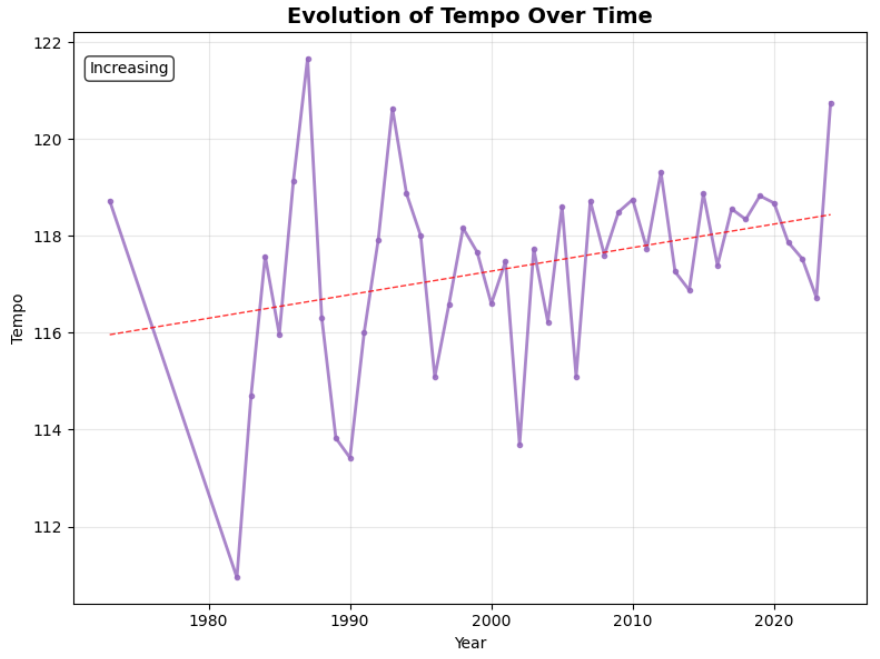 Evolution of Tempo Over Time
122
Increasing
120
118
116
114
112
Tempo
1980 1990 2000 2010 2020
Year